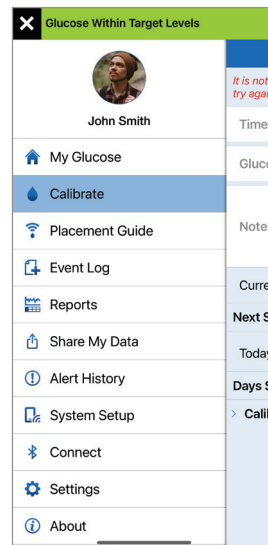 Glucose Within Target Levels
John Smith
My Glucose
Calibrate
Placement Guide
Event Log
Reports
Share My Data
Alert History
System Setup
Connect
Settings
About
It is not
try agai
Time
Gluco
Note
Curre
Next S
Today
Days S
Calil